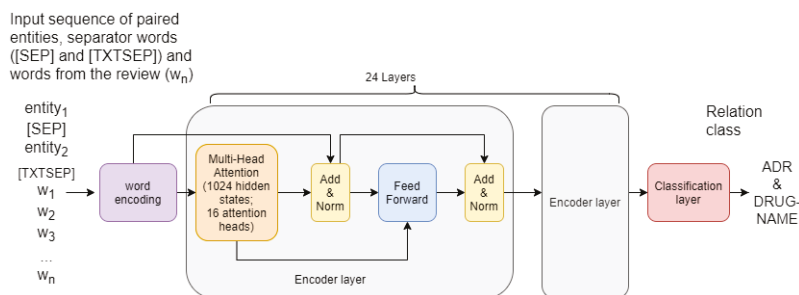 Input sequence of paired
entities, separator words
([SEP] and [TXTSEP]) and
words from the review (wn)
entity1
[SEP]
entity2
[TXTSEP]
w1
w2
w3
...
wn
word
encoding
24 Layers
Multi-Head
Attention
(1024 hidden
states;
16 attention
heads)
Add
&
Norm
Feed
Forward
Add
&
Norm
Encoder layer
Encoder layer
Classification
layer
Relation
class
ADR
&
DRUG-
NAME